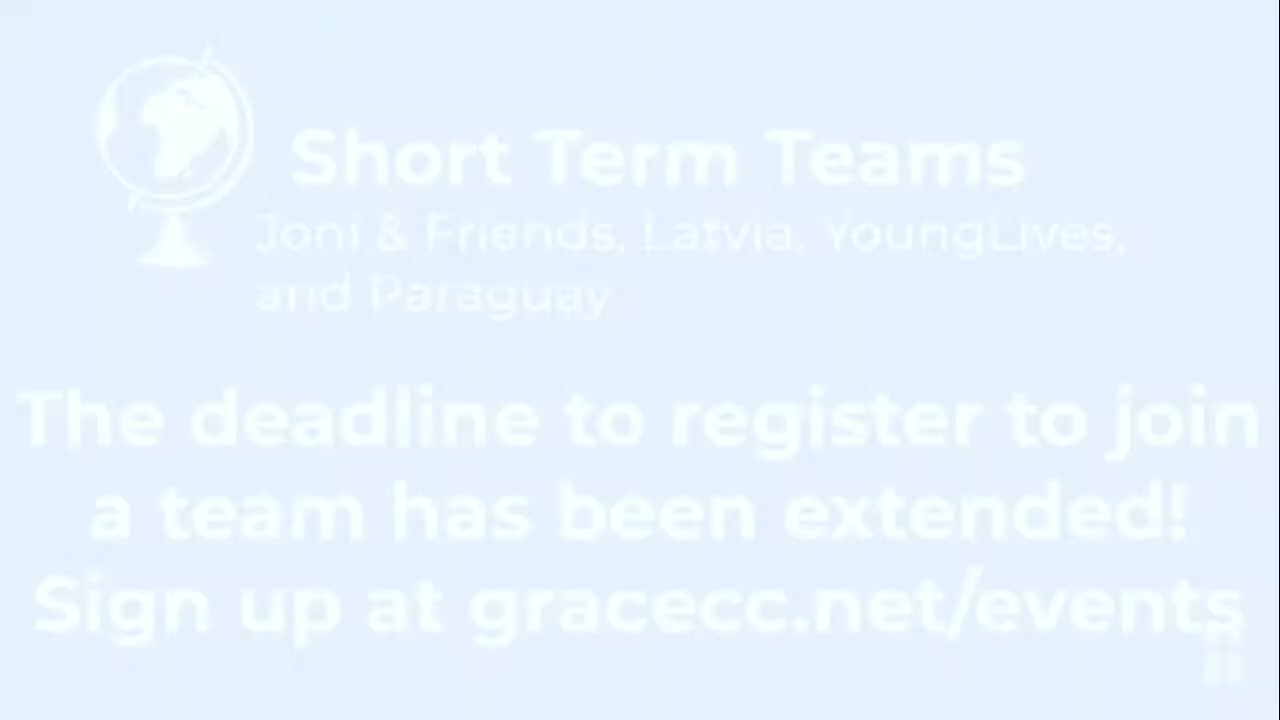 Short Term Teams
Joni & Friends, Latvia, YoungLives,
and Paraguay
The deadline to register to join
a team has been extended!
Sign up at gracecc.net/events